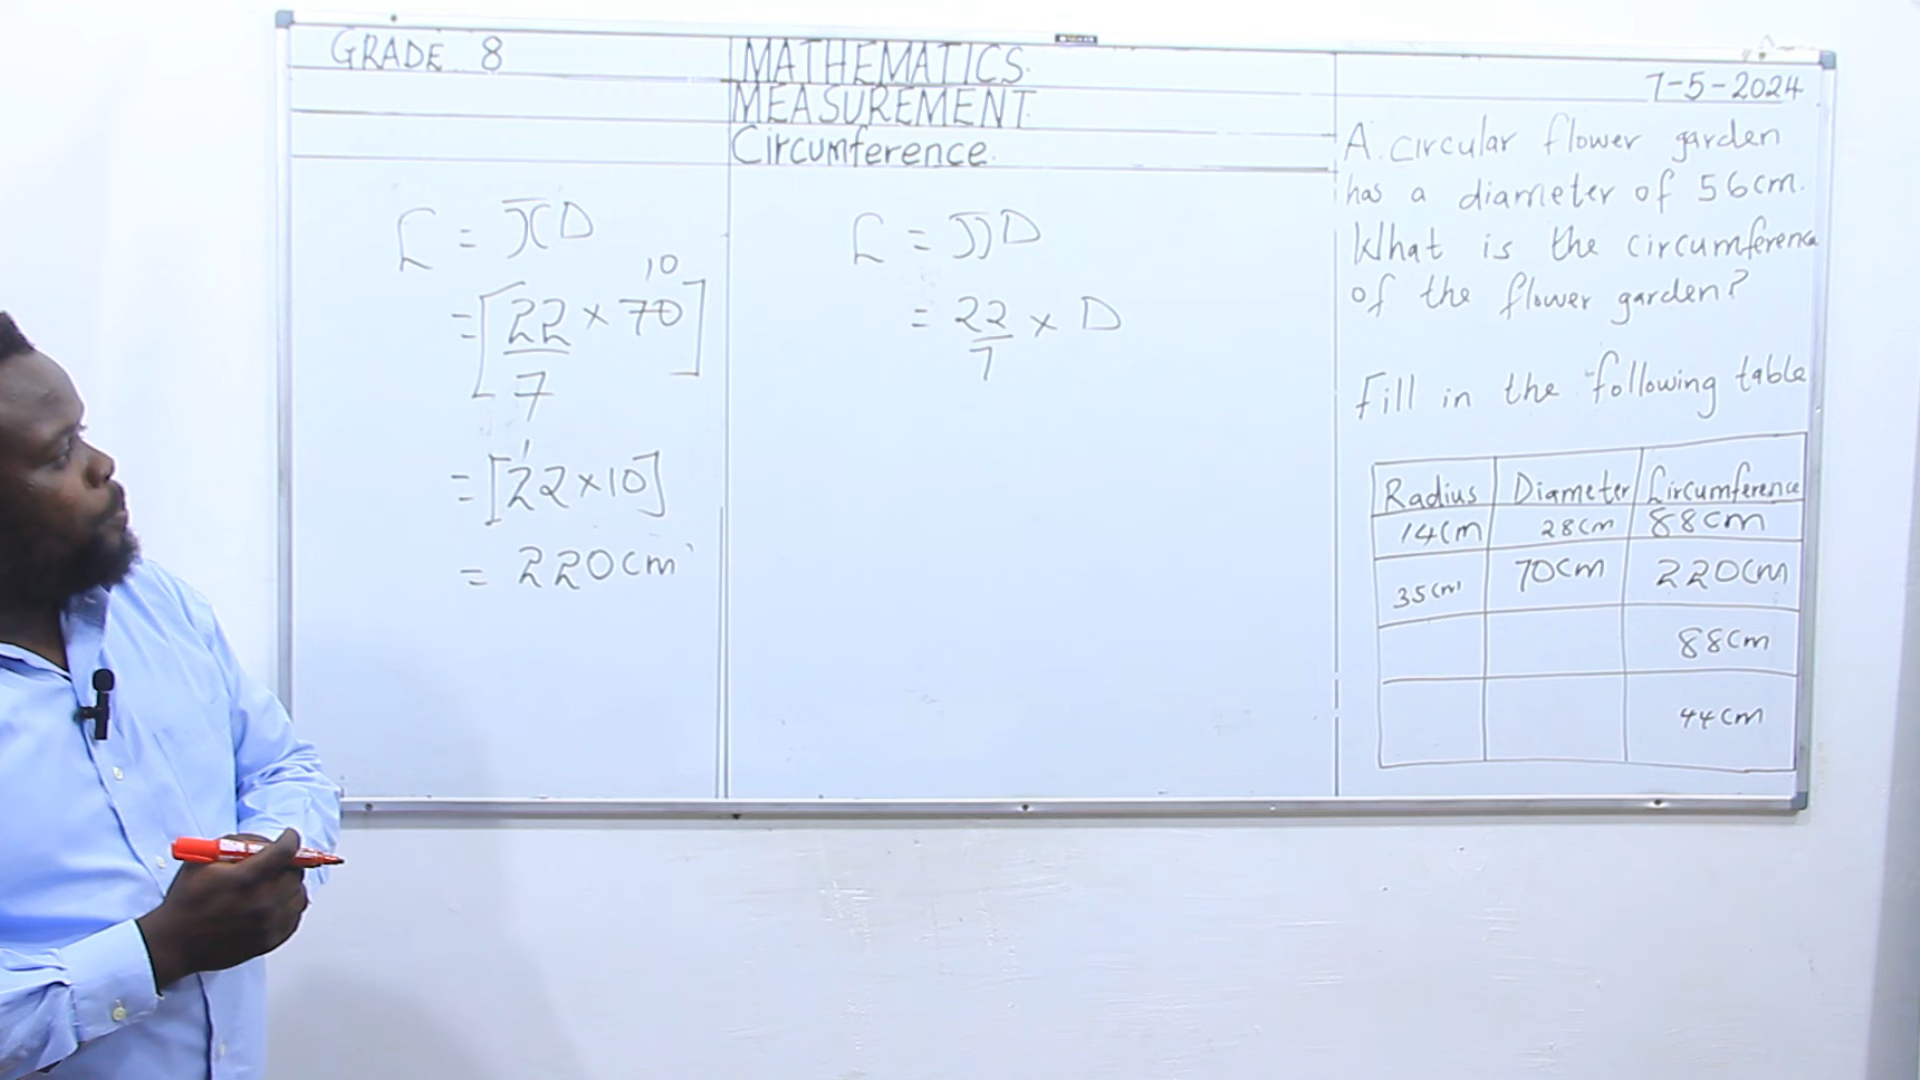 GRADE 8
MATHEMATICS
MEASUREMENT
Circumference
7-5-2024
C = πD
= [22/7 × 70]
10
= [22 × 10]
1
= 220cm
C = πD
= 22/7 × D
A circular flower garden
has a diameter of 56cm.
What is the circumference
of the flower garden?
Fill in the following table
Radius Diameter Circumference
14cm 28cm 88cm
35cm 70cm 220cm
88cm
44cm